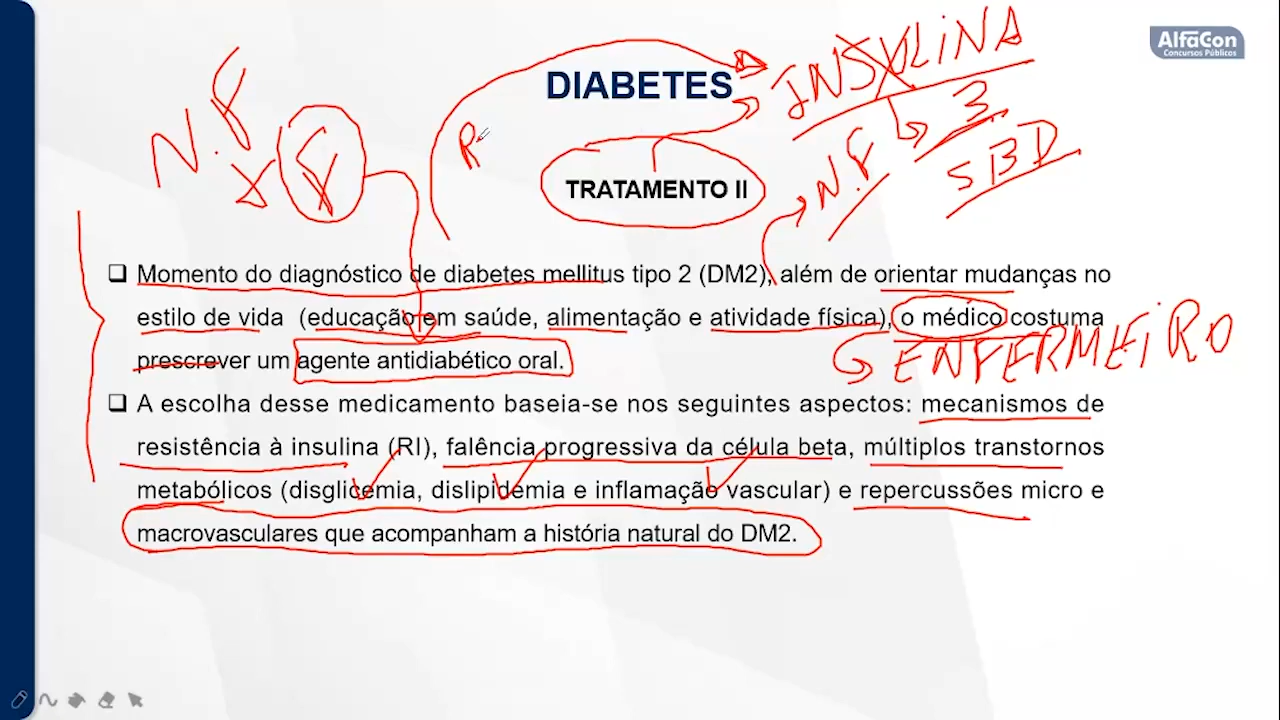 AlfaCon
Concursos Públicos
INSULINA
DIABETES
3
N.F
SBD
R
N.F
TRATAMENTO II
❑ Momento do diagnóstico de diabetes mellitus tipo 2 (DM2), além de orientar mudanças no
estilo de vida (educação em saúde, alimentação e atividade física), o médico costuma
ENFERMEIRO
prescrever um agente antidiabético oral.
❑ A escolha desse medicamento baseia-se nos seguintes aspectos: mecanismos de
resistência à insulina (RI), falência progressiva da célula beta, múltiplos transtornos
metabólicos (disglicemia, dislipidemia e inflamação vascular) e repercussões micro e
macrovasculares que acompanham a história natural do DM2.